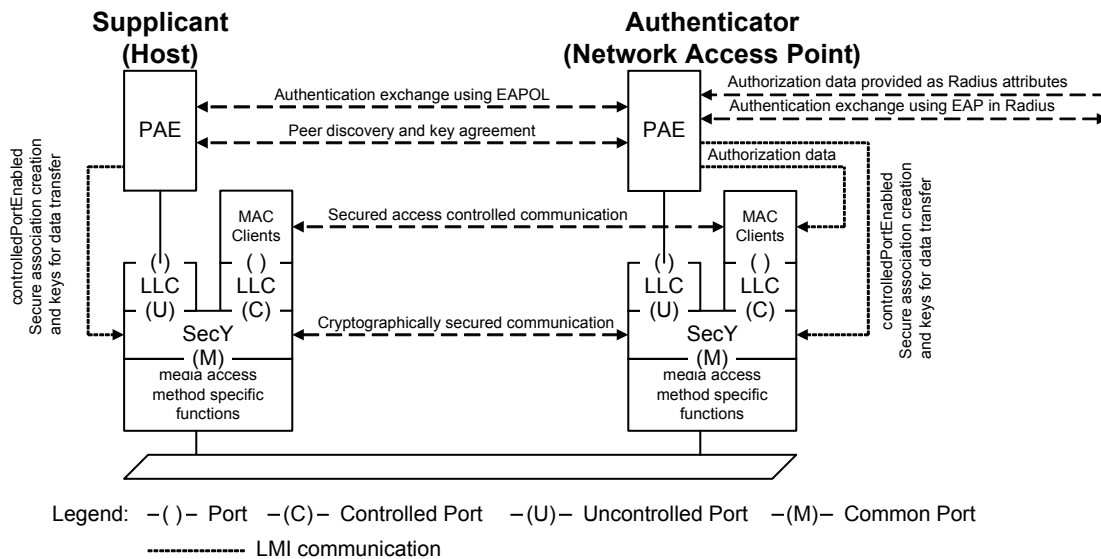 Supplicant
(Host)
Authenticator
(Network Access Point)
PAE
Authentication exchange using EAPOL
Peer discovery and key agreement
PAE
Authorization data provided as Radius attributes
Authentication exchange using EAP in Radius
Authorization data
controlledPortEnabled
Secure association creation
and keys for data transfer
MAC
Clients
Secured access controlled communication
MAC
Clients
controlledPortEnabled
Secure association creation
and keys for data transfer
( ) ( )
LLC LLC
(U) (C)
SecY
(M)
Cryptographically secured communication
( ) ( )
LLC LLC
(U) (C)
SecY
(M)
media access
method specific
functions
media access
method specific
functions
Legend: –( )– Port –(C)– Controlled Port –(U)– Uncontrolled Port –(M)– Common Port
LMI communication